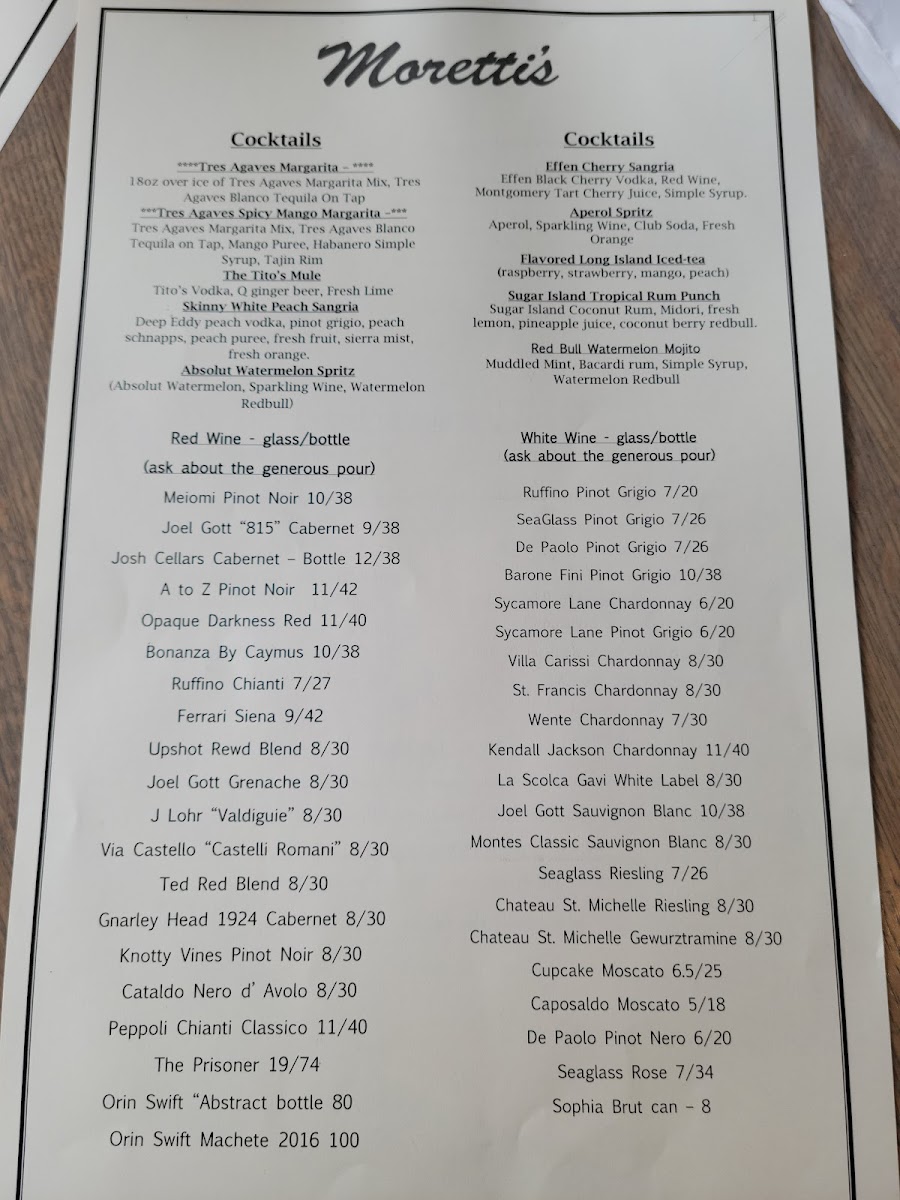 Moretti's
Cocktails
****Tres Agaves Margarita – ****
18oz over ice of Tres Agaves Margarita Mix, Tres
Agaves Blanco Tequila On Tap
***Tres Agaves Spicy Mango Margarita –***
Tres Agaves Margarita Mix, Tres Agaves Blanco
Tequila on Tap, Mango Puree, Habanero Simple
Syrup, Tajin Rim
The Tito's Mule
Tito's Vodka, Q ginger beer, Fresh Lime
Skinny White Peach Sangria
Deep Eddy peach vodka, pinot grigio, peach
schnapps, peach puree, fresh fruit, sierra mist,
fresh orange.
Absolut Watermelon Spritz
(Absolut Watermelon, Sparkling Wine, Watermelon
Redbull)
Red Wine - glass/bottle
(ask about the generous pour)
Meiomi Pinot Noir 10/38
Joel Gott “815” Cabernet 9/38
Josh Cellars Cabernet – Bottle 12/38
A to Z Pinot Noir 11/42
Opaque Darkness Red 11/40
Bonanza By Caymus 10/38
Ruffino Chianti 7/27
Ferrari Siena 9/42
Upshot Rewd Blend 8/30
Joel Gott Grenache 8/30
J Lohr “Valdiguie” 8/30
Via Castello “Castelli Romani” 8/30
Ted Red Blend 8/30
Gnarley Head 1924 Cabernet 8/30
Knotty Vines Pinot Noir 8/30
Cataldo Nero d’ Avolo 8/30
Peppoli Chianti Classico 11/40
The Prisoner 19/74
Orin Swift “Abstract bottle 80
Orin Swift Machete 2016 100
Cocktails
Effen Cherry Sangria
Effen Black Cherry Vodka, Red Wine,
Montgomery Tart Cherry Juice, Simple Syrup.
Aperol Spritz
Aperol, Sparkling Wine, Club Soda, Fresh
Orange
Flavored Long Island Iced-tea
(raspberry, strawberry, mango, peach)
Sugar Island Tropical Rum Punch
Sugar Island Coconut Rum, Midori, fresh
lemon, pineapple juice, coconut berry redbull.
Red Bull Watermelon Mojito
Muddled Mint, Bacardi rum, Simple Syrup,
Watermelon Redbull
White Wine - glass/bottle
(ask about the generous pour)
Ruffino Pinot Grigio 7/20
SeaGlass Pinot Grigio 7/26
De Paolo Pinot Grigio 7/26
Barone Fini Pinot Grigio 10/38
Sycamore Lane Chardonnay 6/20
Sycamore Lane Pinot Grigio 6/20
Villa Carissi Chardonnay 8/30
St. Francis Chardonnay 8/30
Wente Chardonnay 7/30
Kendall Jackson Chardonnay 11/40
La Scolca Gavi White Label 8/30
Joel Gott Sauvignon Blanc 10/38
Montes Classic Sauvignon Blanc 8/30
Seaglass Riesling 7/26
Chateau St. Michelle Riesling 8/30
Chateau St. Michelle Gewurztramine 8/30
Cupcake Moscato 6.5/25
Caposaldo Moscato 5/18
De Paolo Pinot Nero 6/20
Seaglass Rose 7/34
Sophia Brut can – 8